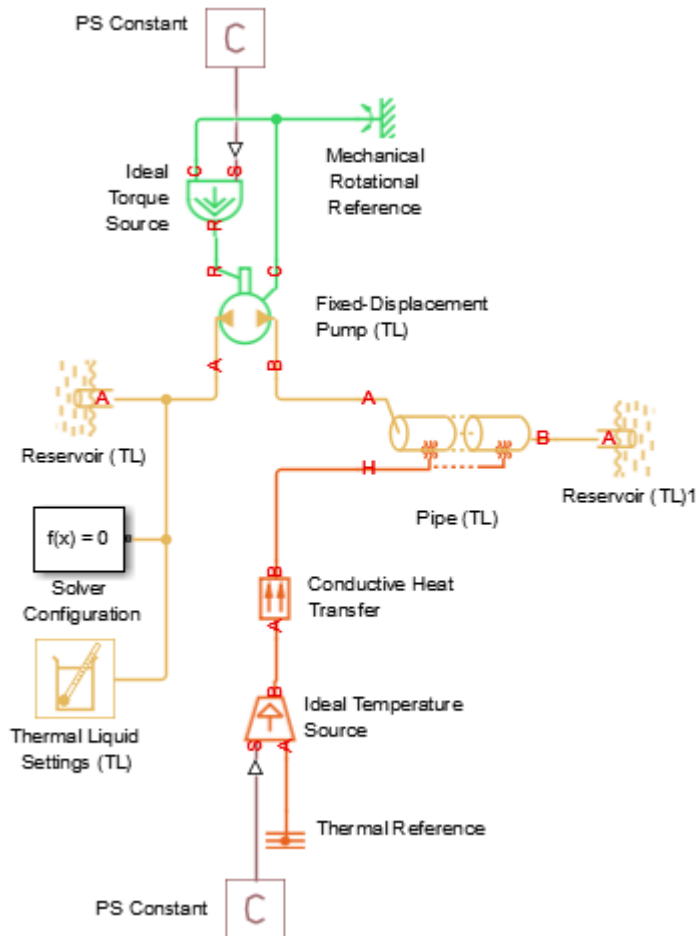 PS Constant
C
Ideal
Torque
Source
C
S
R
Mechanical
Rotational
Reference
R
C
Fixed-Displacement
Pump (TL)
A
B
A
A
B
A
Reservoir (TL)
H
Reservoir (TL)1
Pipe (TL)
f(x) = 0
Solver
Configuration
B
Conductive Heat
Transfer
A
Thermal Liquid
Settings (TL)
B
Ideal Temperature
Source
S
A
Thermal Reference
PS Constant
C